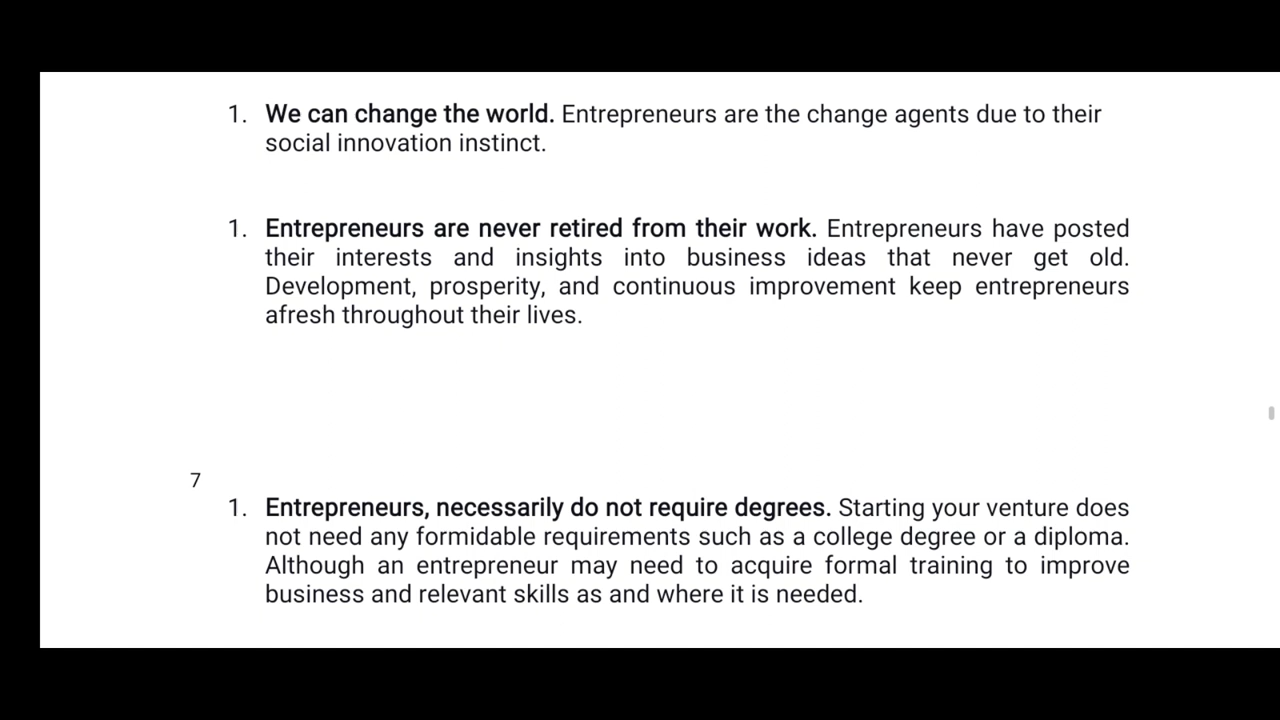 1. We can change the world. Entrepreneurs are the change agents due to their
social innovation instinct.
1. Entrepreneurs are never retired from their work. Entrepreneurs have posted
their interests and insights into business ideas that never get old.
Development, prosperity, and continuous improvement keep entrepreneurs
afresh throughout their lives.
7
1. Entrepreneurs, necessarily do not require degrees. Starting your venture does
not need any formidable requirements such as a college degree or a diploma.
Although an entrepreneur may need to acquire formal training to improve
business and relevant skills as and where it is needed.